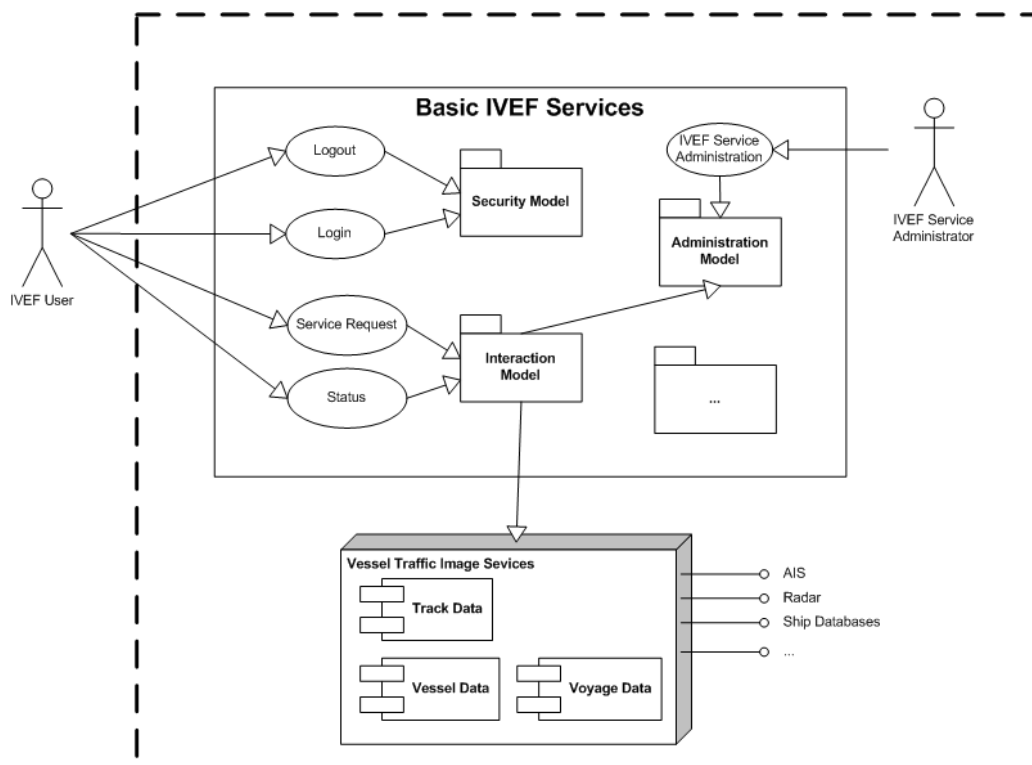 Basic IVEF Services
Logout
IVEF Service
Administration
Security Model
Login
IVEF User
IVEF Service
Administrator
Administration
Model
Service Request
Interaction
Model
Status
...
Vessel Traffic Image Sevices
Track Data
Vessel Data
Voyage Data
AIS
Radar
Ship Databases
...